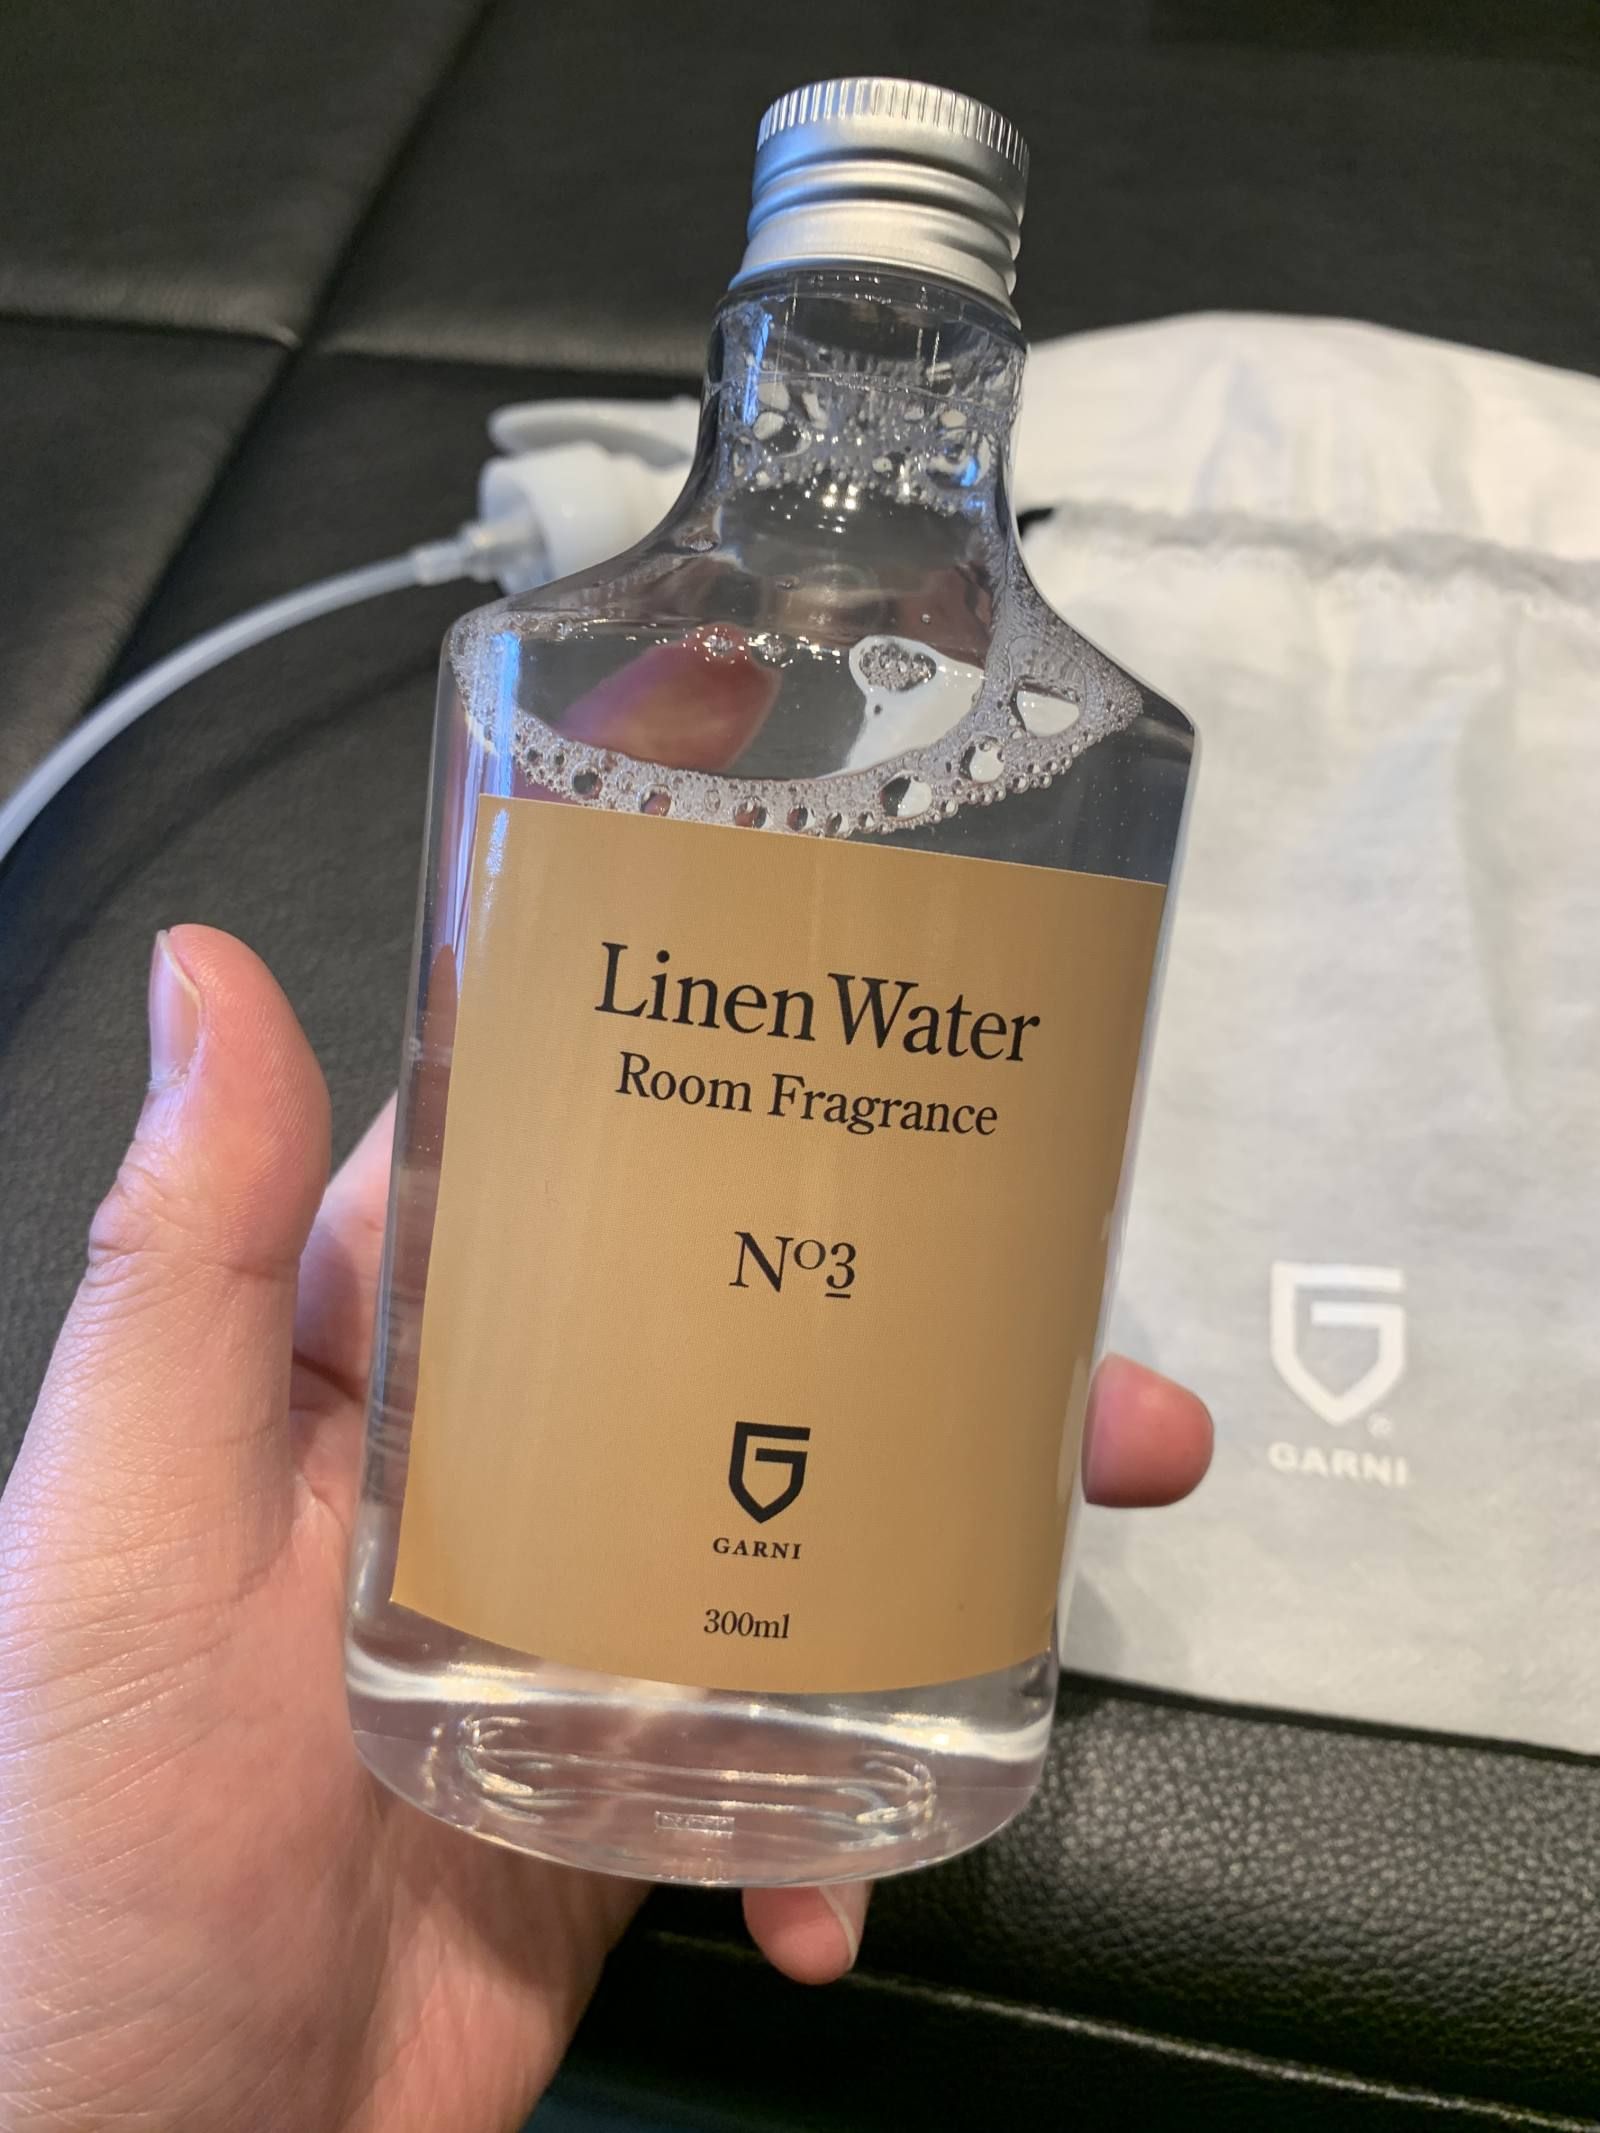 Linen Water
Room Fragrance
No3
GARNI
300ml
GARNI